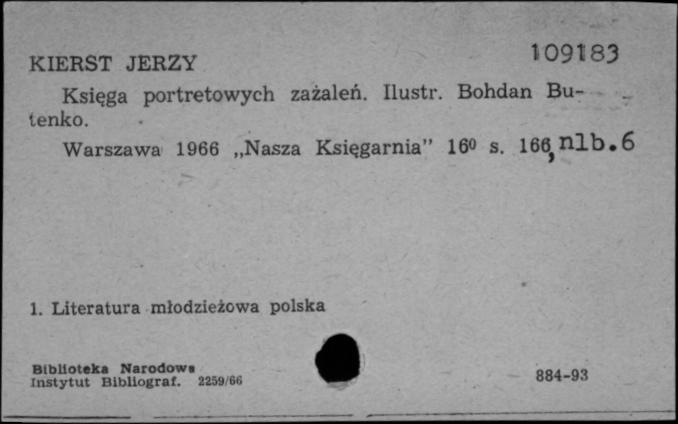 109183
KIERST JERZY
Księga portretowych zażaleń. Ilustr. Bohdan Bu-
tenko.
Warszawa 1966 „Nasza Księgarnia” 16⁰ s. 166, nlb. 6
1. Literatura młodzieżowa polska
Biblioteka Narodowa
Instytut Bibliograf. 2259/66
884-93